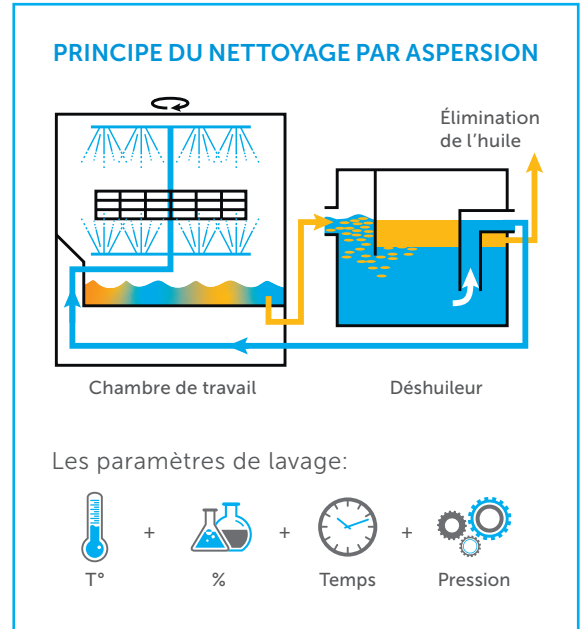 PRINCIPE DU NETTOYAGE PAR ASPERSION
Élimination
de l’huile
Chambre de travail
Déshuileur
Les paramètres de lavage:
+ + +
T° % Temps Pression